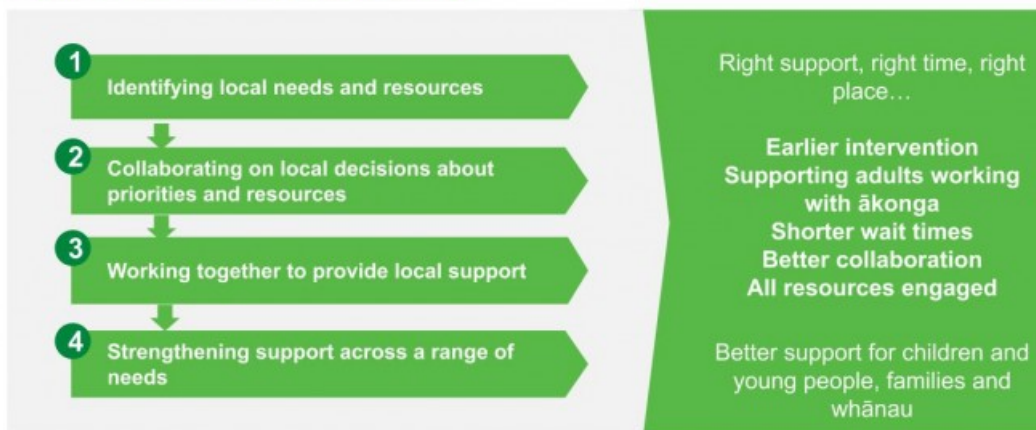 1
Identifying local needs and resources
2
Collaborating on local decisions about
priorities and resources
3
Working together to provide local support
4
Strengthening support across a range of
needs
Right support, right time, right
place…
Earlier intervention
Supporting adults working
with ākonga
Shorter wait times
Better collaboration
All resources engaged
Better support for children and
young people, families and
whānau